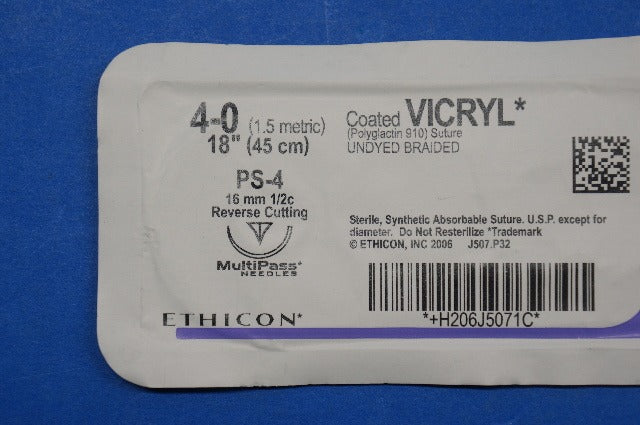 4-0 (1.5 metric)
18" (45 cm)
PS-4
16 mm 1/2c
Reverse Cutting
MultiPass*
NEEDLES
Coated VICRYL*
(Polyglactin 910) Suture
UNDYED BRAIDED
Sterile, Synthetic Absorbable Suture. U.S.P. except for
diameter. Do Not Resterilize *Trademark
© ETHICON, INC 2006 J507.P32
*+H206J5071C*
ETHICON*